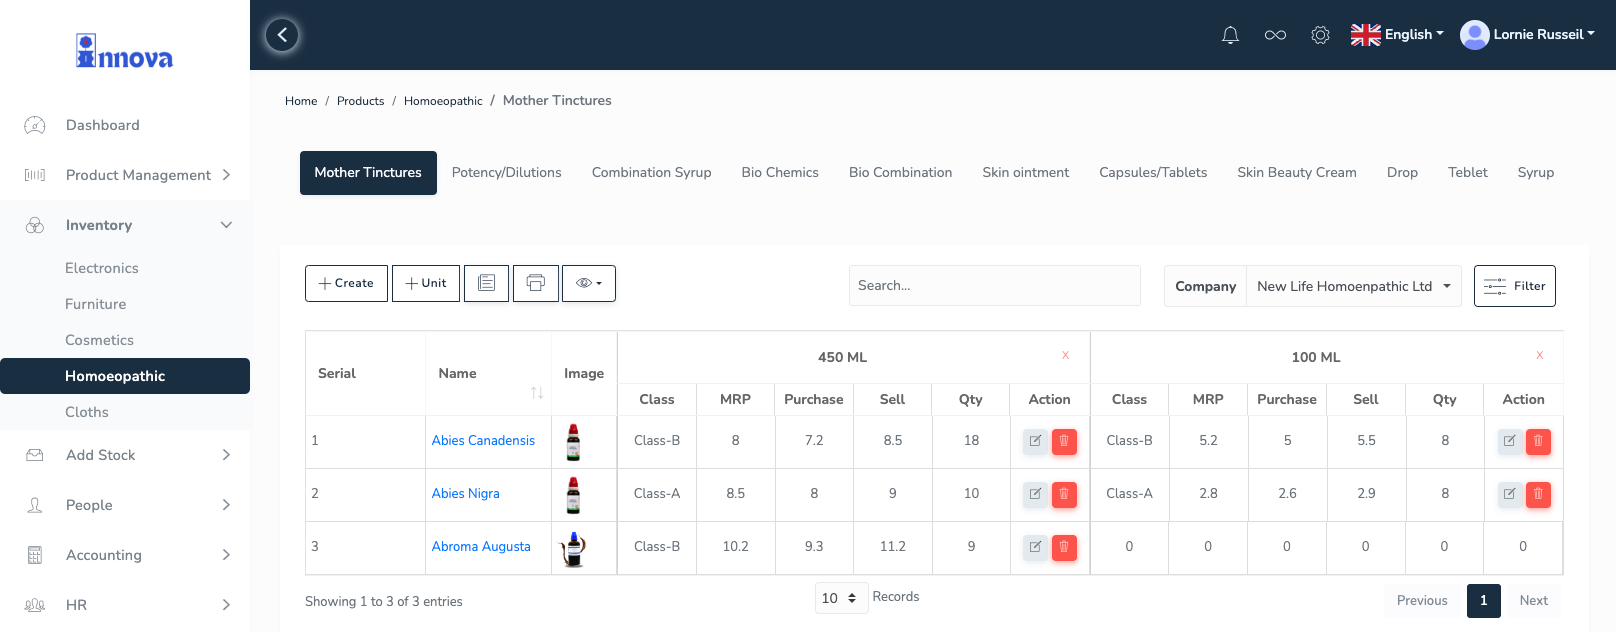 innova
English
Lornie Russeil
Home / Products / Homoeopathic / Mother Tinctures
Dashboard
Product Management
Inventory
Electronics
Furniture
Cosmetics
Homoeopathic
Cloths
Add Stock
People
Accounting
HR
Mother Tinctures Potency/Dilutions Combination Syrup Bio Chemics Bio Combination Skin ointment Capsules/Tablets Skin Beauty Cream Drop Teblet Syrup
Create Unit Search... Company New Life Homoenpathic Ltd Filter
450 ML x 100 ML x
Serial Name Image
Class MRP Purchase Sell Qty Action Class MRP Purchase Sell Qty Action
1 Abies Canadensis Class-B 8 7.2 8.5 18 Class-B 5.2 5 5.5 8
2 Abies Nigra Class-A 8.5 8 9 10 Class-A 2.8 2.6 2.9 8
3 Abroma Augusta Class-B 10.2 9.3 11.2 9 0 0 0 0 0 0
Showing 1 to 3 of 3 entries 10 Records Previous 1 Next